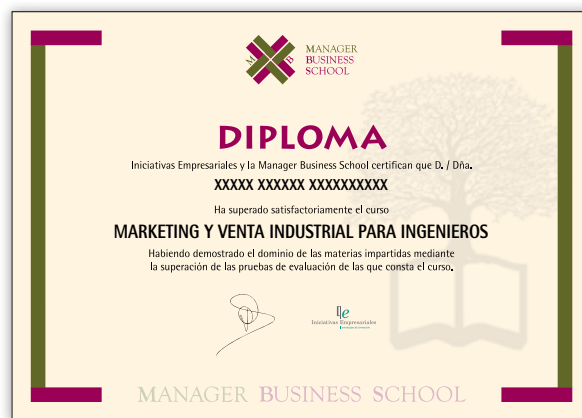 M B
MANAGER
BUSINESS
SCHOOL
DIPLOMA
Iniciativas Empresariales y la Manager Business School certifican que D. / Dña.
XXXXX XXXXXX XXXXXXXXXX
Ha superado satisfactoriamente el curso
MARKETING Y VENTA INDUSTRIAL PARA INGENIEROS
Habiendo demostrado el dominio de las materias impartidas mediante
la superación de las pruebas de evaluación de las que consta el curso.
Iniciativas Empresariales
MANAGER BUSINESS SCHOOL